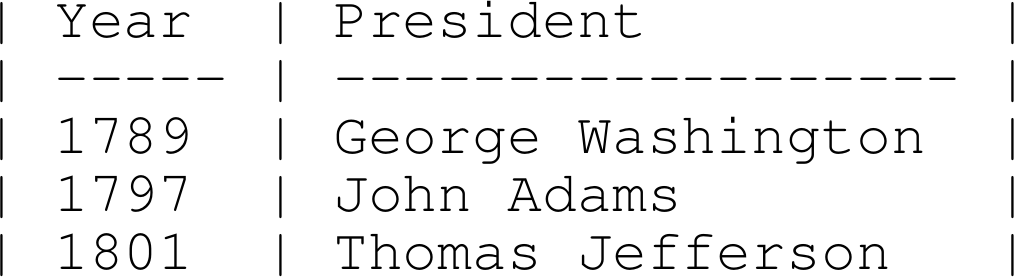 | Year  | President          |
| ----- | ------------------ |
| 1789  | George Washington  |
| 1797  | John Adams         |
| 1801  | Thomas Jefferson   |